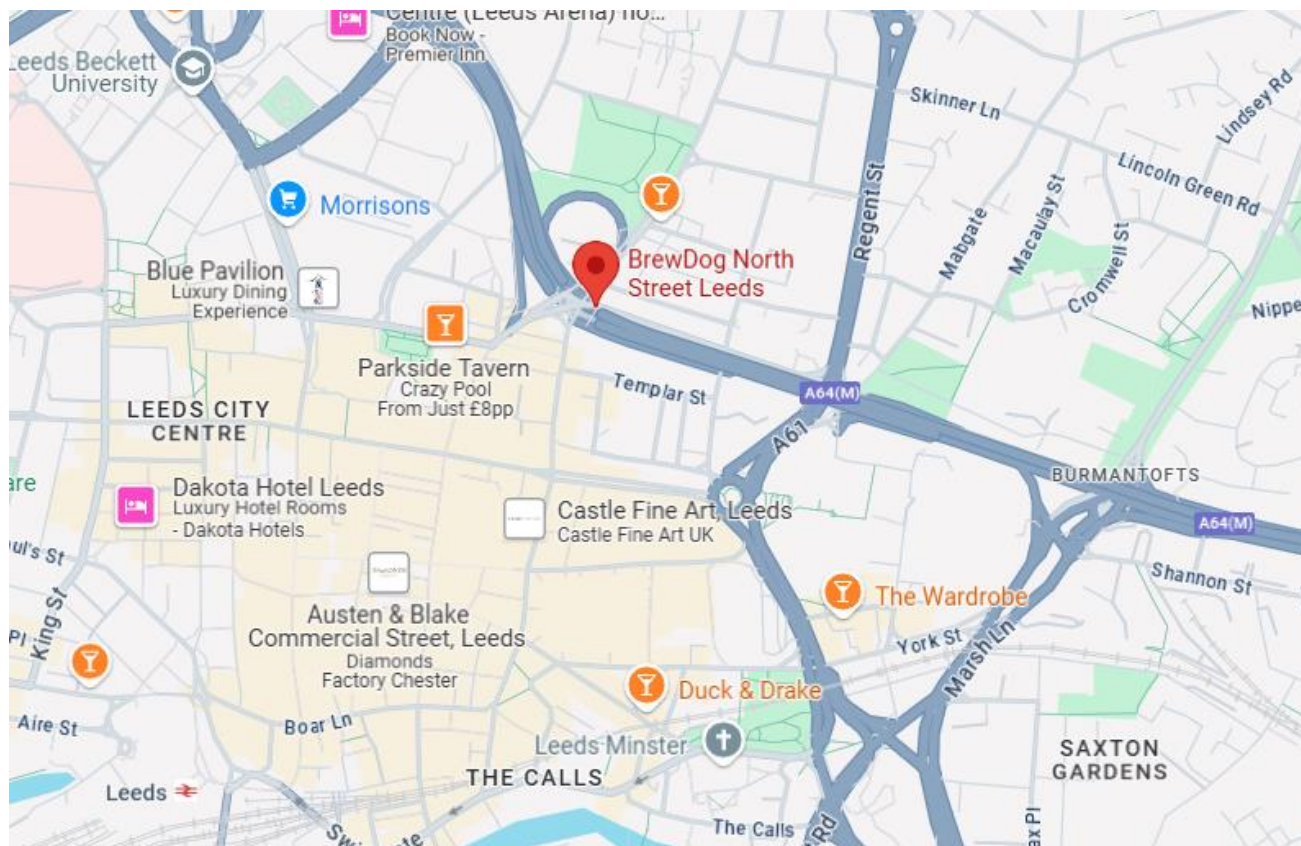 Centre (Leeds Arena) ho...
Book Now -
Premier Inn
Leeds Beckett
University
Skinner Ln
Lindsey Rd
Lincoln Green Rd
Regent St
Mabgate
Macaulay St
Cromwell St
Nippe
Morrisons
BrewDog North
Street Leeds
Blue Pavilion
Luxury Dining
Experience
Parkside Tavern
Crazy Pool
From Just £8pp
Templar St
A64(M)
A61
LEEDS CITY
CENTRE
BURMANTOFTS
A64(M)
are
Dakota Hotel Leeds
Luxury Hotel Rooms
- Dakota Hotels
Castle Fine Art, Leeds
Castle Fine Art UK
ul's St
King St
Pl
Austen & Blake
Commercial Street, Leeds
Diamonds
Factory Chester
The Wardrobe
Shannon St
York St
Marsh Ln
Duck & Drake
Aire St
Boar Ln
Leeds Minster
THE CALLS
SAXTON
GARDENS
Leeds
The Calls
Rd
ax Pl